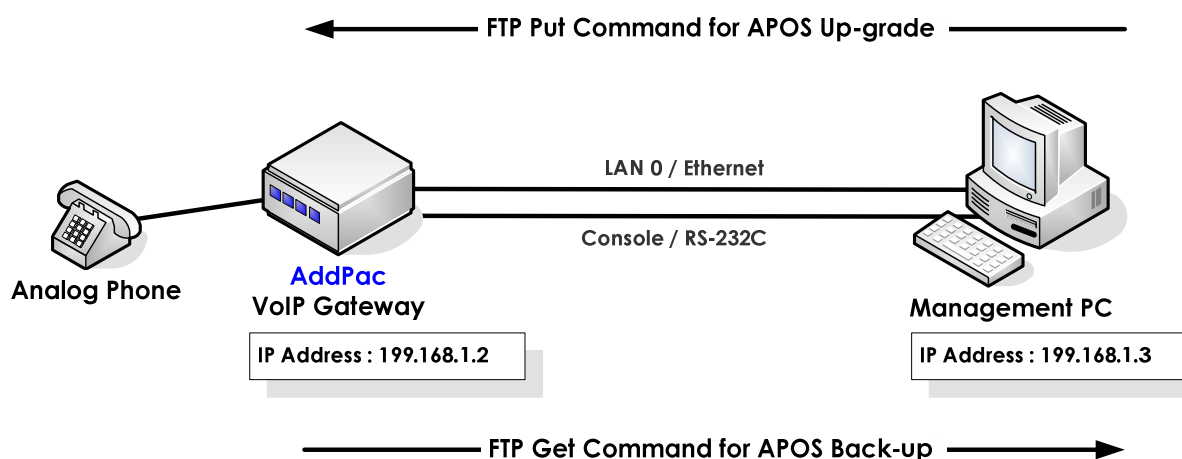 FTP Put Command for APOS Up-grade
LAN 0 / Ethernet
Console / RS-232C
Analog Phone
AddPac
VoIP Gateway
IP Address : 199.168.1.2
Management PC
IP Address : 199.168.1.3
FTP Get Command for APOS Back-up